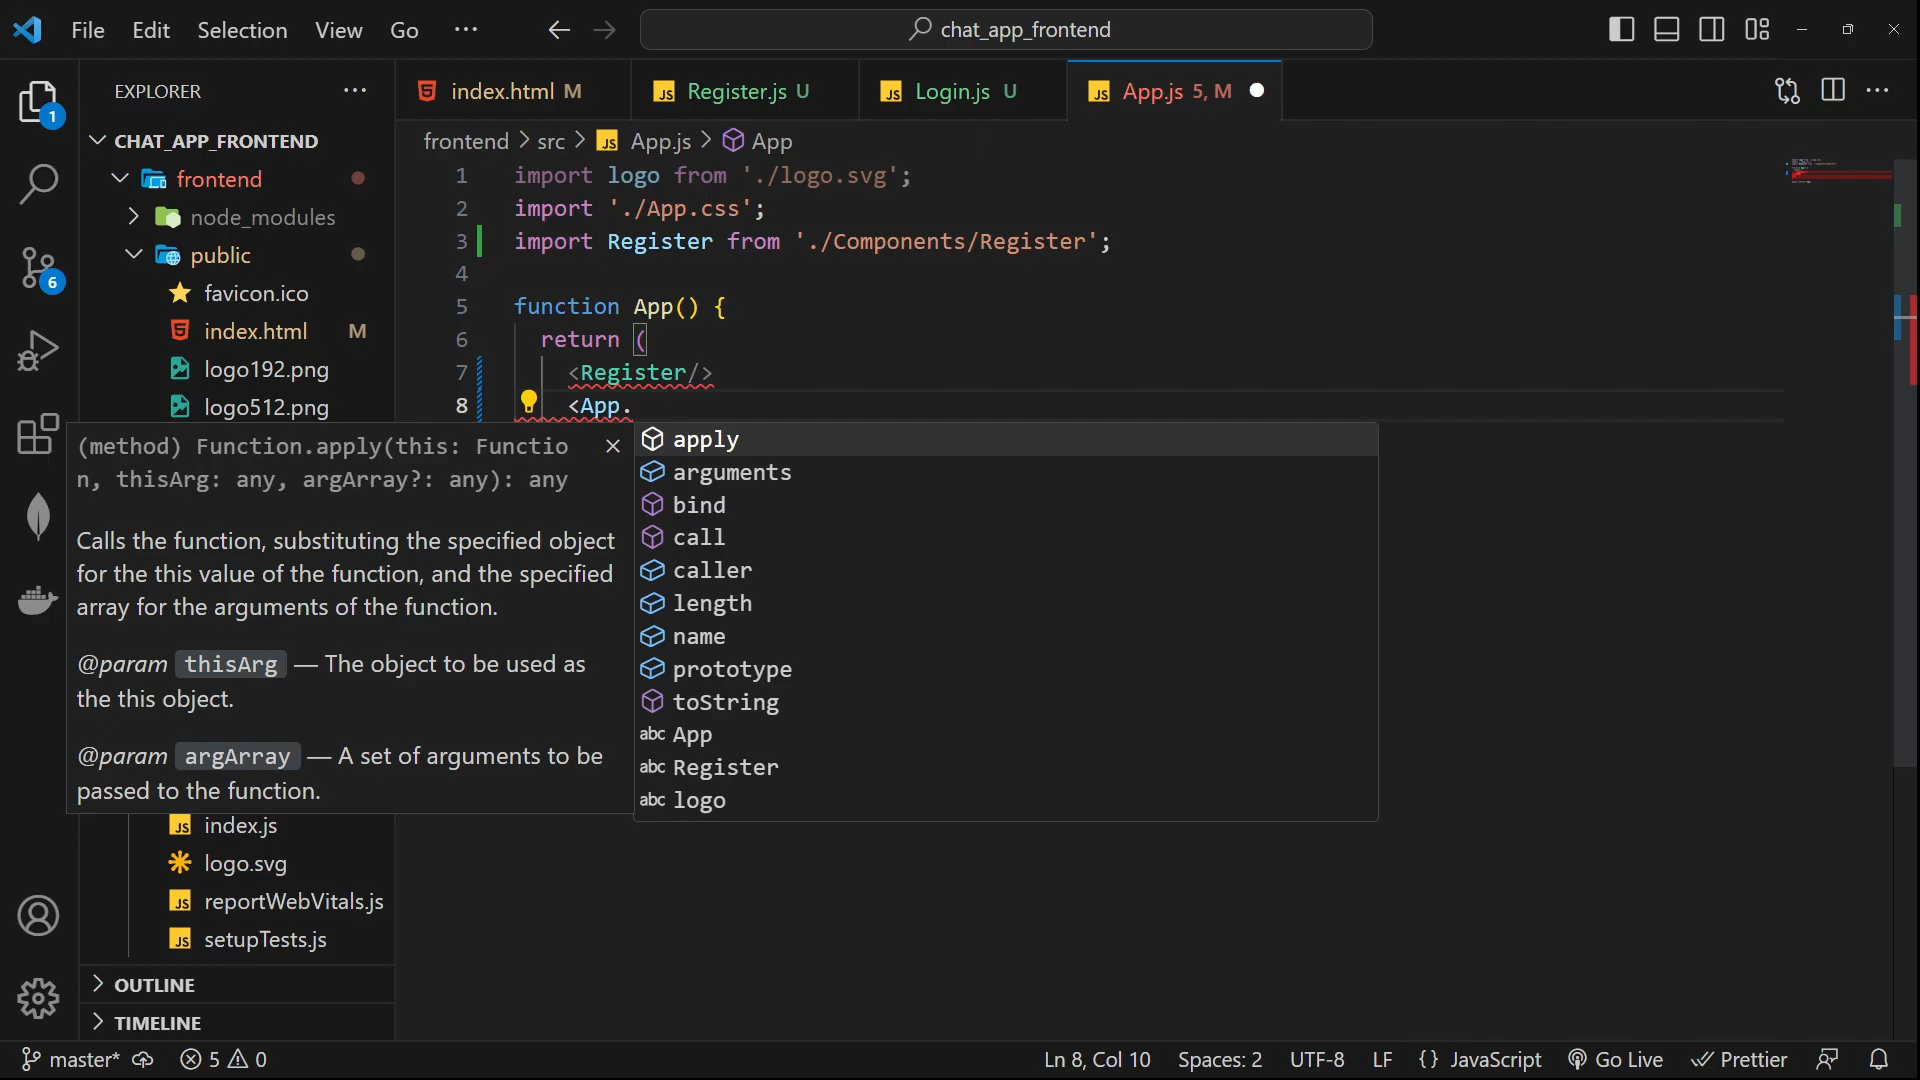 File Edit Selection View Go ···
chat_app_frontend
EXPLORER ···
index.html M
Register.js U
Login.js U
App.js 5, M
1
CHAT_APP_FRONTEND
frontend > src > JS App.js > App
frontend
node_modules
public
favicon.ico
index.html M
logo192.png
logo512.png
6
1 import logo from './logo.svg';
2 import './App.css';
3 import Register from './Components/Register';
4
5 function App() {
6 return (
7 <Register/>
8 <App.
(method) Function.apply(this: Functio
n, thisArg: any, argArray?: any): any
Calls the function, substituting the specified object
for the this value of the function, and the specified
array for the arguments of the function.
@param thisArg — The object to be used as
the this object.
@param argArray — A set of arguments to be
passed to the function.
apply
arguments
bind
call
caller
length
name
prototype
toString
abc App
abc Register
abc logo
JS index.js
logo.svg
JS reportWebVitals.js
JS setupTests.js
OUTLINE
TIMELINE
master* 5 0
Ln 8, Col 10 Spaces: 2 UTF-8 LF {} JavaScript Go Live Prettier